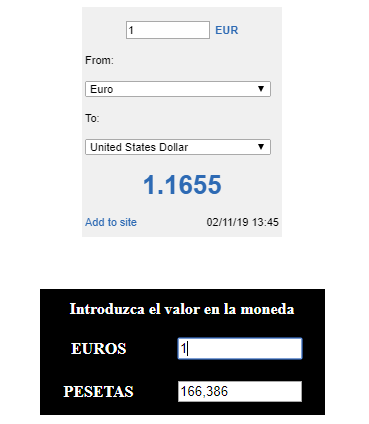 1 EUR
From:
Euro
To:
United States Dollar
1.1655
Add to site 02/11/19 13:45
Introduzca el valor en la moneda
EUROS 1
PESETAS 166,386